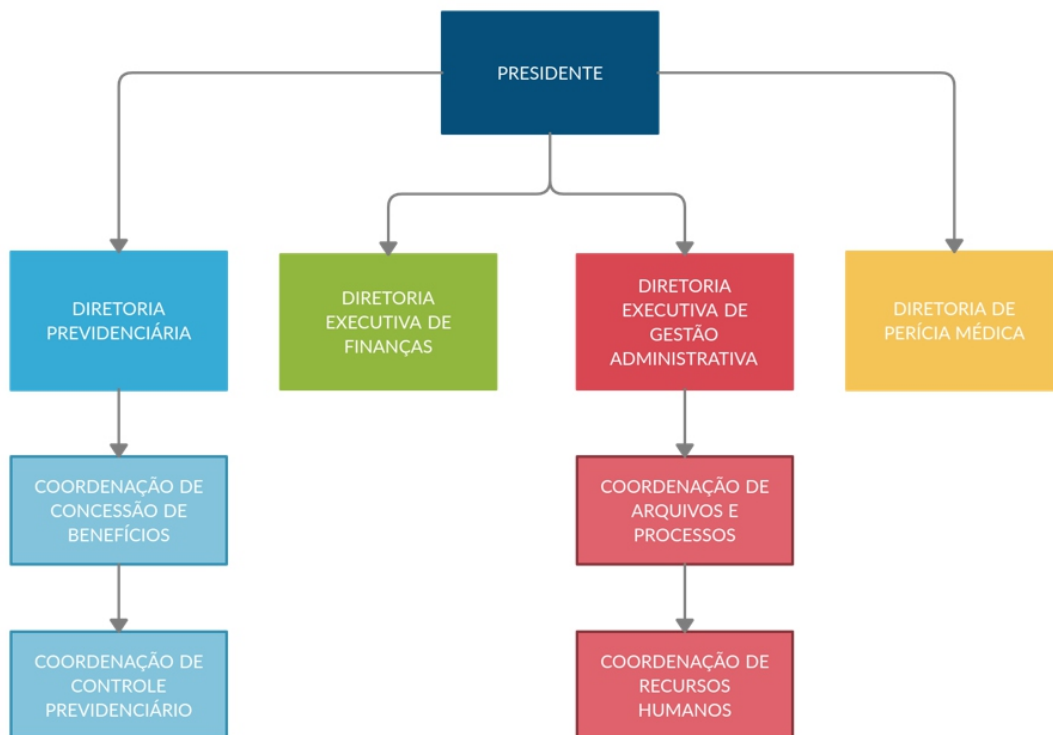 PRESIDENTE
DIRETORIA
PREVIDENCIÁRIA
DIRETORIA
EXECUTIVA DE
FINANÇAS
DIRETORIA
EXECUTIVA DE
GESTÃO
ADMINISTRATIVA
DIRETORIA DE
PERÍCIA MÉDICA
COORDENAÇÃO DE
CONCESSÃO DE
BENEFÍCIOS
COORDENAÇÃO DE
ARQUIVOS E
PROCESSOS
COORDENAÇÃO DE
CONTROLE
PREVIDENCIÁRIO
COORDENAÇÃO DE
RECURSOS
HUMANOS